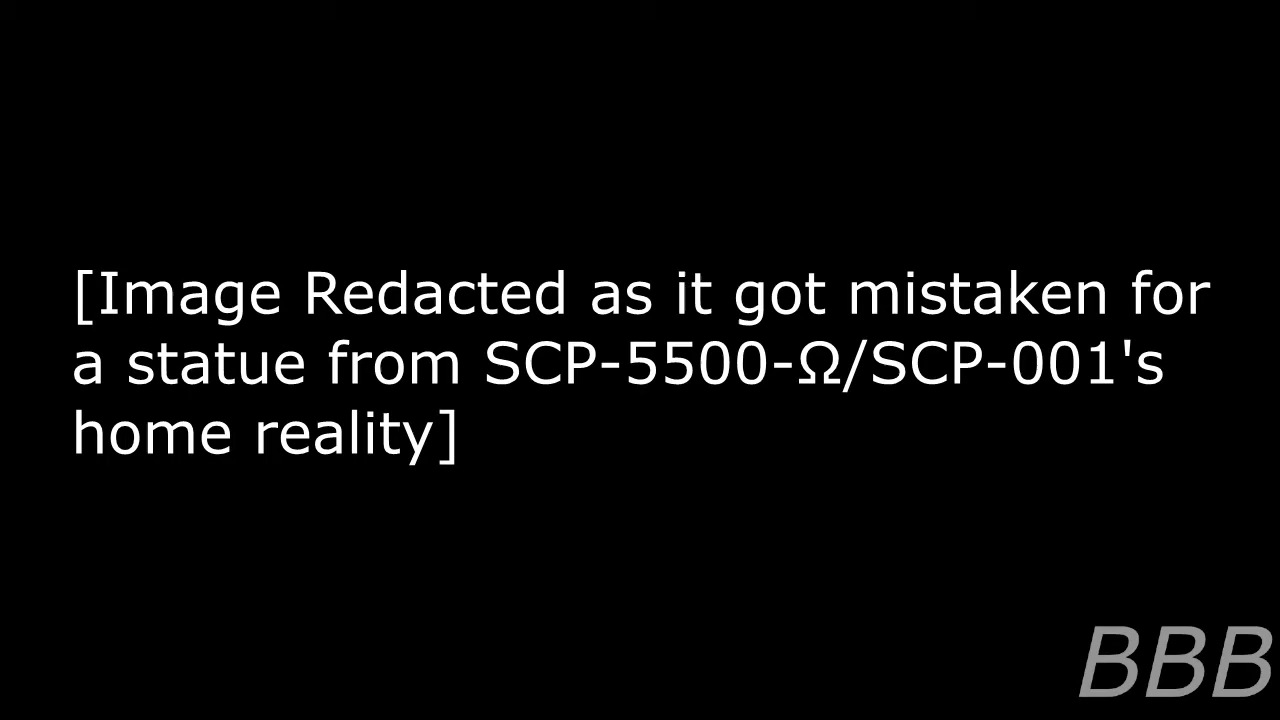 [Image Redacted as it got mistaken for
a statue from SCP-5500-Ω/SCP-001's
home reality]
BBB